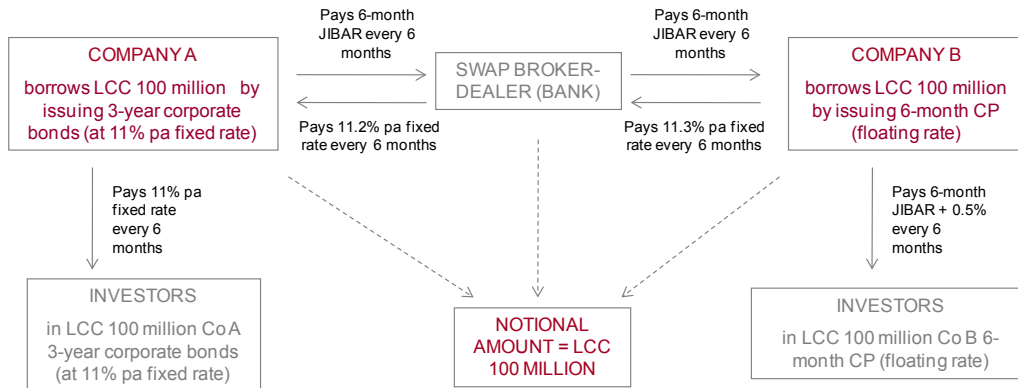 Pays 6-month
JIBAR every 6
months
Pays 6-month
JIBAR every 6
months
COMPANY A
borrows LCC 100 million by
issuing 3-year corporate
bonds (at 11% pa fixed rate)
SWAP BROKER-
DEALER (BANK)
COMPANY B
borrows LCC 100 million
by issuing 6-month CP
(floating rate)
Pays 11.2% pa fixed
rate every 6 months
Pays 11.3% pa fixed
rate every 6 months
Pays 11% pa
fixed rate
every 6
months
Pays 6-month
JIBAR + 0.5%
every 6
months
INVESTORS
in LCC 100 million Co A
3-year corporate bonds
(at 11% pa fixed rate)
NOTIONAL
AMOUNT = LCC
100 MILLION
INVESTORS
in LCC 100 million Co B 6-
month CP (floating rate)